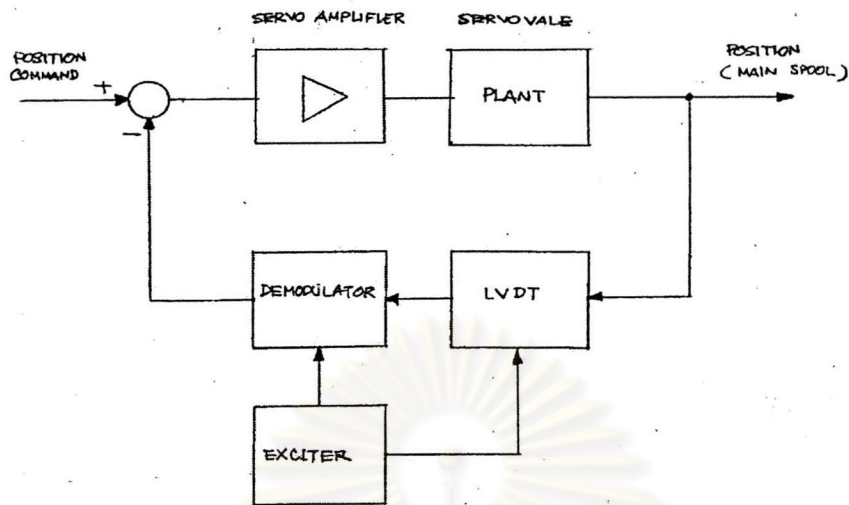 SERVO AMPLIFIER
SERVO VALE
POSITION
COMMAND
+
−
PLANT
POSITION
(MAIN SPOOL)
DEMODULATOR
LVDT
EXCITER